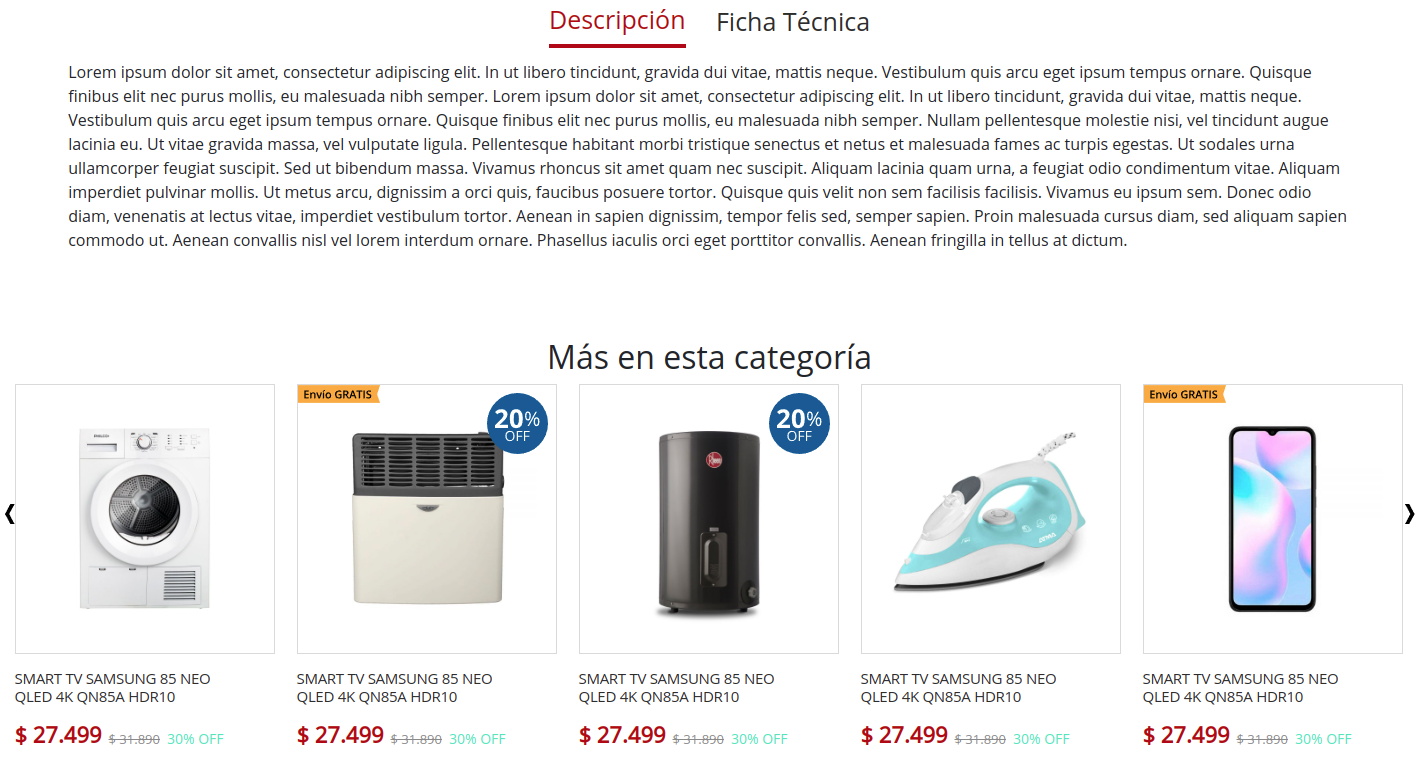 Descripción
Ficha Técnica
Lorem ipsum dolor sit amet, consectetur adipiscing elit. In ut libero tincidunt, gravida dui vitae, mattis neque. Vestibulum quis arcu eget ipsum tempus ornare. Quisque
finibus elit nec purus mollis, eu malesuada nibh semper. Lorem ipsum dolor sit amet, consectetur adipiscing elit. In ut libero tincidunt, gravida dui vitae, mattis neque.
Vestibulum quis arcu eget ipsum tempus ornare. Quisque finibus elit nec purus mollis, eu malesuada nibh semper. Nullam pellentesque molestie nisi, vel tincidunt augue
lacinia eu. Ut vitae gravida massa, vel vulputate ligula. Pellentesque habitant morbi tristique senectus et netus et malesuada fames ac turpis egestas. Ut sodales urna
ullamcorper feugiat suscipit. Sed ut bibendum massa. Vivamus rhoncus sit amet quam nec suscipit. Aliquam lacinia quam urna, a feugiat odio condimentum vitae. Aliquam
imperdiet pulvinar mollis. Ut metus arcu, dignissim a orci quis, faucibus posuere tortor. Quisque quis velit non sem facilisis facilisis. Vivamus eu ipsum sem. Donec odio
diam, venenatis at lectus vitae, imperdiet vestibulum tortor. Aenean in sapien dignissim, tempor felis sed, semper sapien. Proin malesuada cursus diam, sed aliquam sapien
commodo ut. Aenean convallis nisl vel lorem interdum ornare. Phasellus iaculis orci eget porttitor convallis. Aenean fringilla in tellus at dictum.
Más en esta categoría
SMART TV SAMSUNG 85 NEO
QLED 4K QN85A HDR10
$ 27.499 $ 31.890 30% OFF
Envío GRATIS
20%
OFF
SMART TV SAMSUNG 85 NEO
QLED 4K QN85A HDR10
$ 27.499 $ 31.890 30% OFF
20%
OFF
Rheem
SMART TV SAMSUNG 85 NEO
QLED 4K QN85A HDR10
$ 27.499 $ 31.890 30% OFF
SMART TV SAMSUNG 85 NEO
QLED 4K QN85A HDR10
$ 27.499 $ 31.890 30% OFF
Envío GRATIS
SMART TV SAMSUNG 85 NEO
QLED 4K QN85A HDR10
$ 27.499 $ 31.890 30% OFF